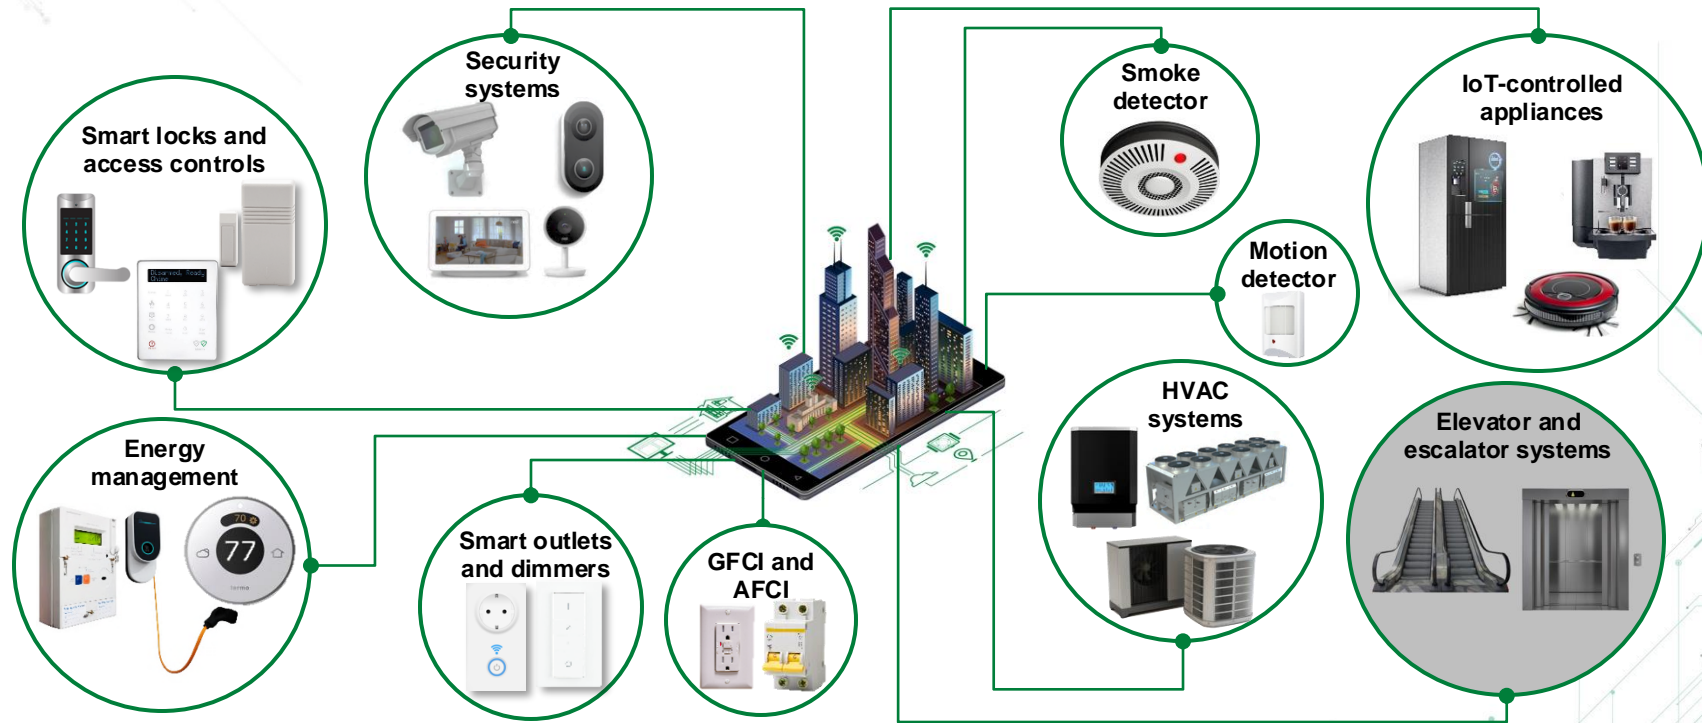 Security
systems
Smoke
detector
IoT-controlled
appliances
Smart locks and
access controls
Motion
detector
HVAC
systems
Elevator and
escalator systems
Energy
management
70
77
Smart outlets
and dimmers
GFCI and
AFCI